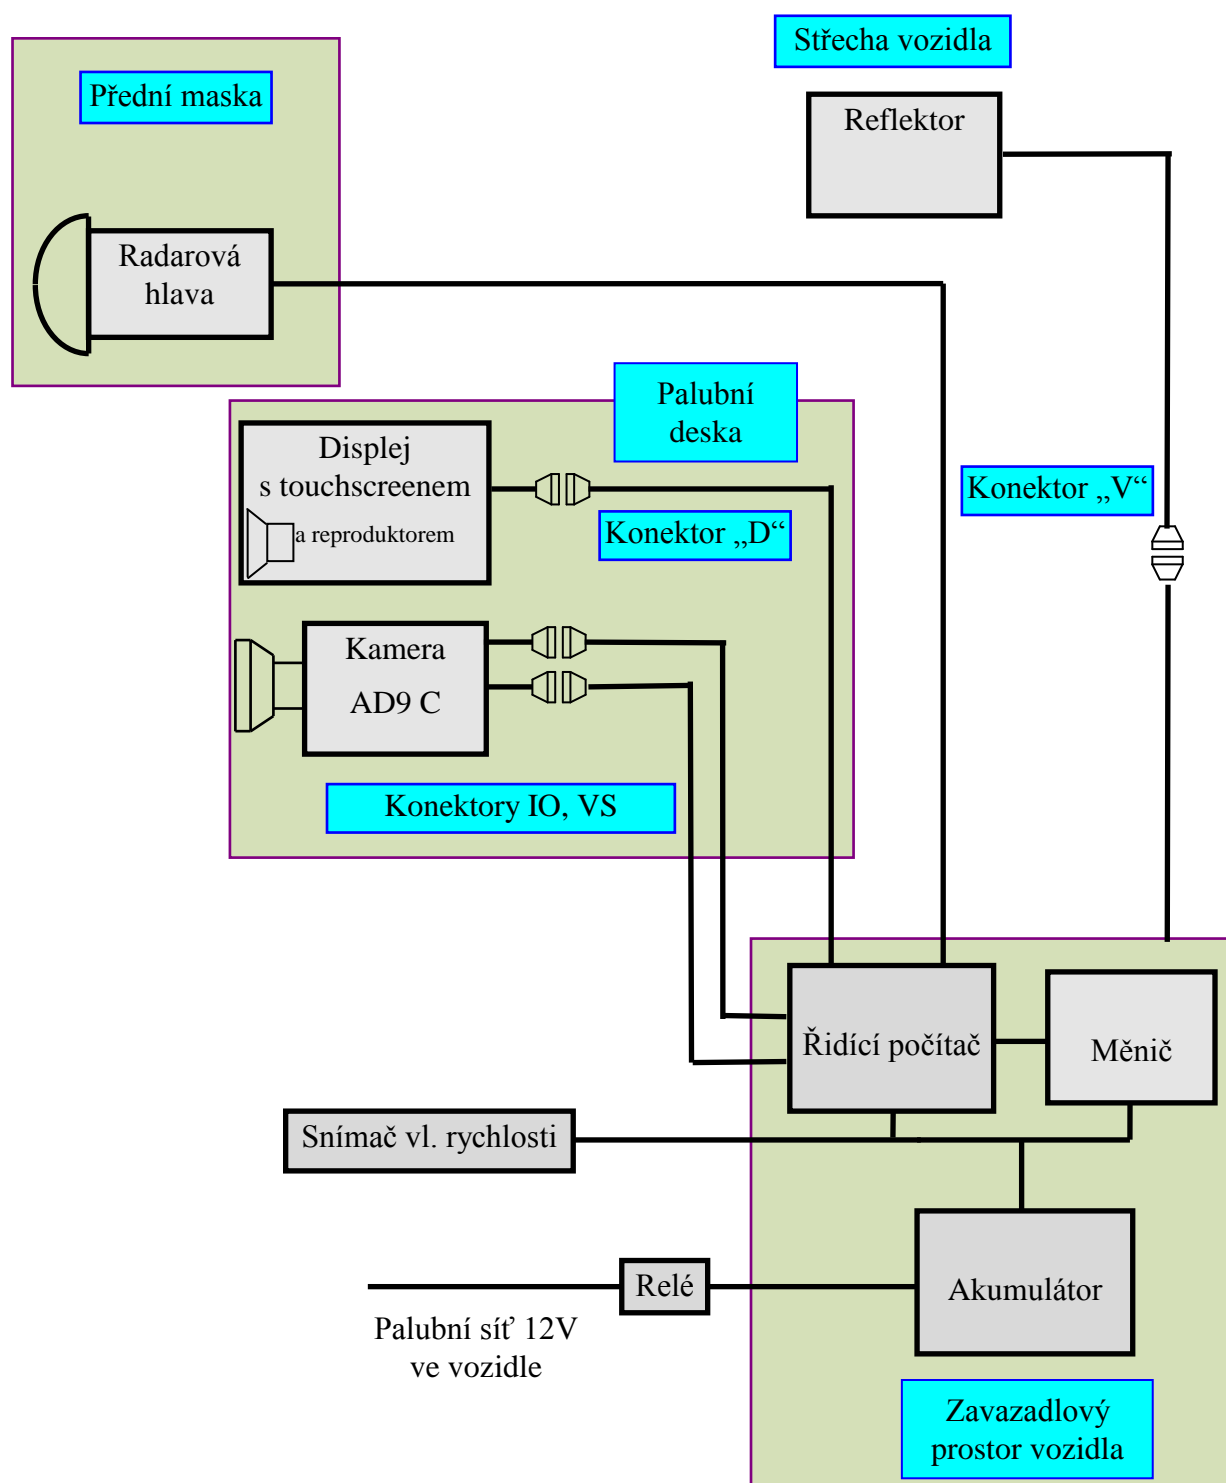 Střecha vozidla
Přední maska
Reflektor
Radarová
hlava
Palubní
deska
Displej
s touchscreenem
a reproduktorem
Konektor „D“
Konektor „V“
Kamera
AD9 C
Konektory IO, VS
Řidící počítač
Měnič
Snímač vl. rychlosti
Relé
Akumulátor
Palubní síť 12V
ve vozidle
Zavazadlový
prostor vozidla